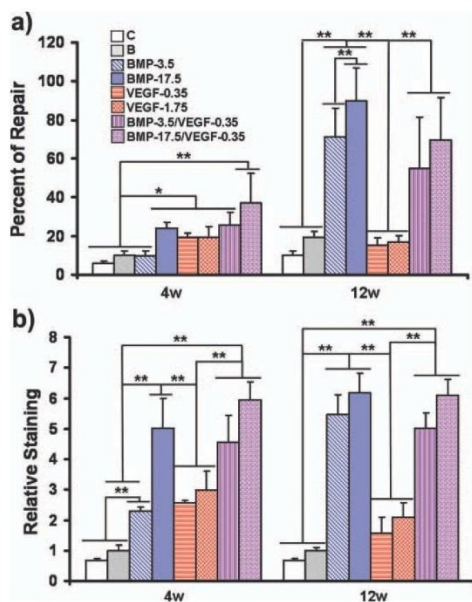 a)
Percent of Repair
120
100
80
60
40
20
0
C
B
BMP-3.5
BMP-17.5
VEGF-0.35
VEGF-1.75
BMP-3.5/VEGF-0.35
BMP-17.5/VEGF-0.35
**
*
** ** **
**
4w
12w
b)
Relative Staining
8
7
6
5
4
3
2
1
0
**
** ** **
**
**
** ** **
4w
12w